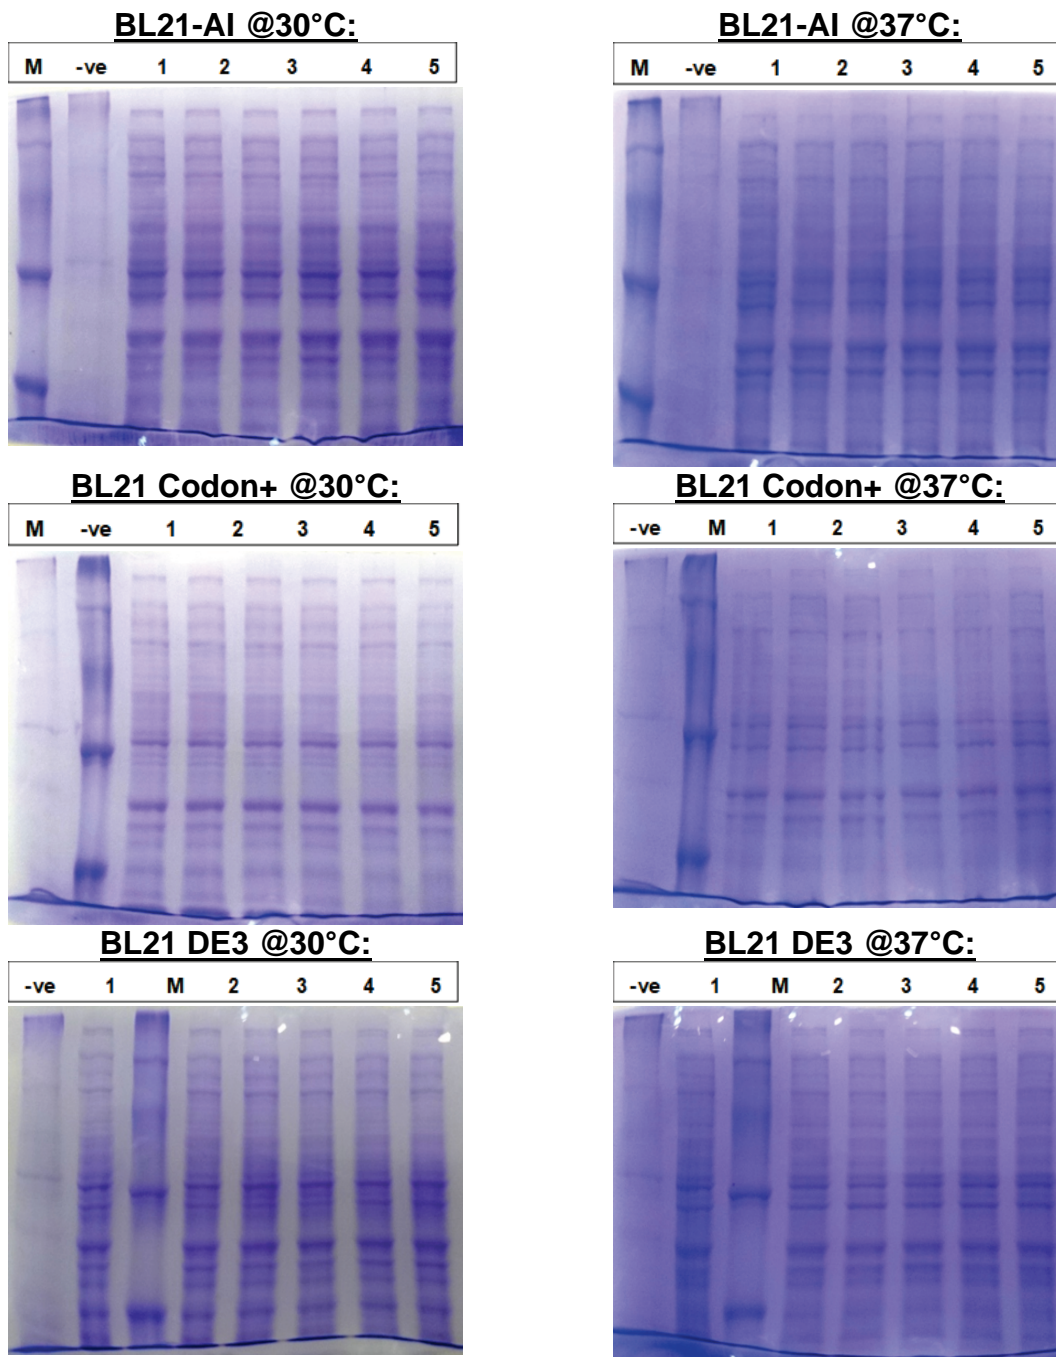 BL21-AI @30°C:
M -ve 1 2 3 4 5
BL21-AI @37°C:
M -ve 1 2 3 4 5
BL21 Codon+ @30°C:
M -ve 1 2 3 4 5
BL21 Codon+ @37°C:
-ve M 1 2 3 4 5
BL21 DE3 @30°C:
-ve 1 M 2 3 4 5
BL21 DE3 @37°C:
-ve 1 M 2 3 4 5